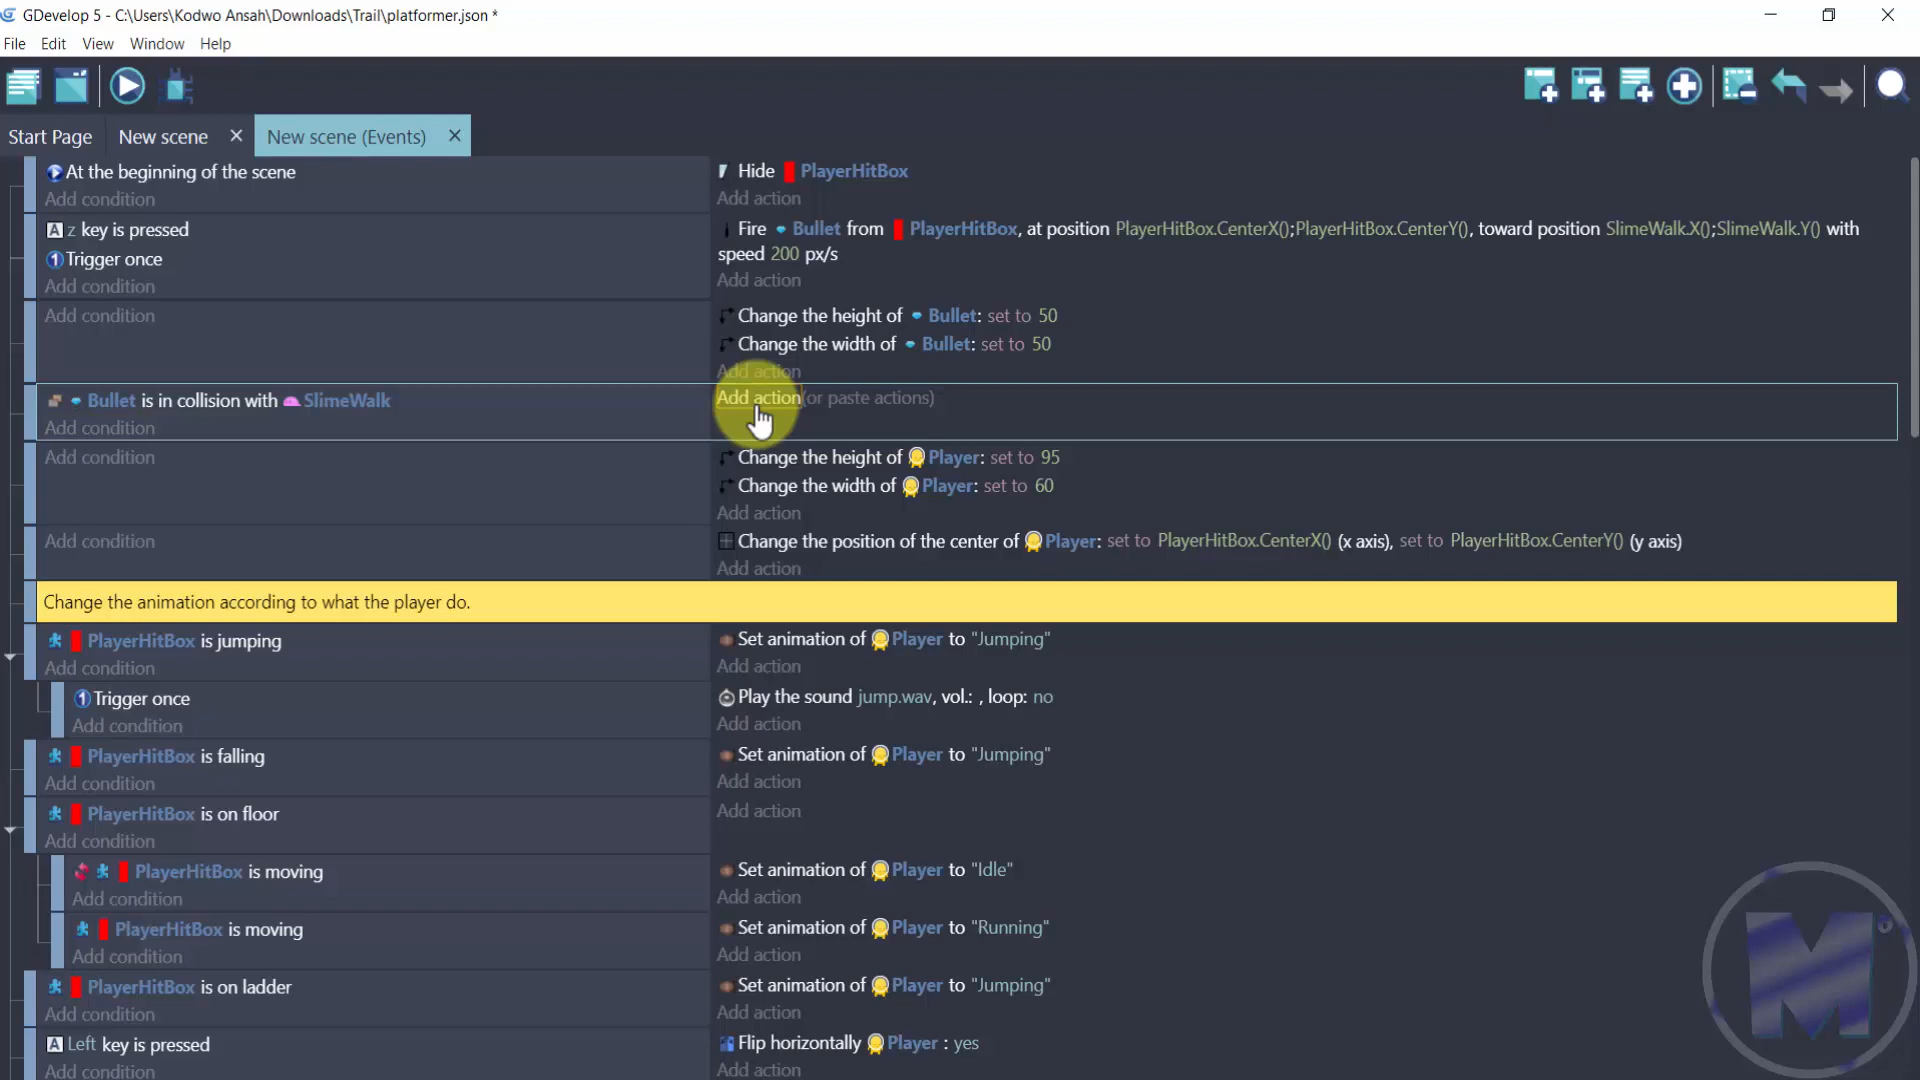 GDevelop 5 - C:\Users\Kodwo Ansah\Downloads\Trail\platformer.json *
File Edit View Window Help
Start Page New scene New scene (Events)
At the beginning of the scene
Add condition
Hide PlayerHitBox
Add action
z key is pressed
Trigger once
Add condition
Fire Bullet from PlayerHitBox, at position PlayerHitBox.CenterX();PlayerHitBox.CenterY(), toward position SlimeWalk.X();SlimeWalk.Y() with
speed 200 px/s
Add action
Add condition
Change the height of Bullet: set to 50
Change the width of Bullet: set to 50
Add action
Bullet is in collision with SlimeWalk
Add condition
Add action (or paste actions)
Add condition
Change the height of Player: set to 95
Change the width of Player: set to 60
Add action
Add condition
Change the position of the center of Player: set to PlayerHitBox.CenterX() (x axis), set to PlayerHitBox.CenterY() (y axis)
Add action
Change the animation according to what the player do.
PlayerHitBox is jumping
Add condition
Set animation of Player to "Jumping"
Add action
Trigger once
Add condition
Play the sound jump.wav, vol.: , loop: no
Add action
PlayerHitBox is falling
Add condition
Set animation of Player to "Jumping"
Add action
PlayerHitBox is on floor
Add condition
Add action
PlayerHitBox is moving
Add condition
Set animation of Player to "Idle"
Add action
PlayerHitBox is moving
Add condition
Set animation of Player to "Running"
Add action
PlayerHitBox is on ladder
Add condition
Set animation of Player to "Jumping"
Add action
Left key is pressed
Add condition
Flip horizontally Player : yes
Add action
M